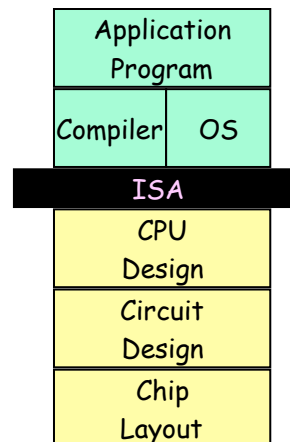 Application
Program
Compiler OS
ISA
CPU
Design
Circuit
Design
Chip
Layout